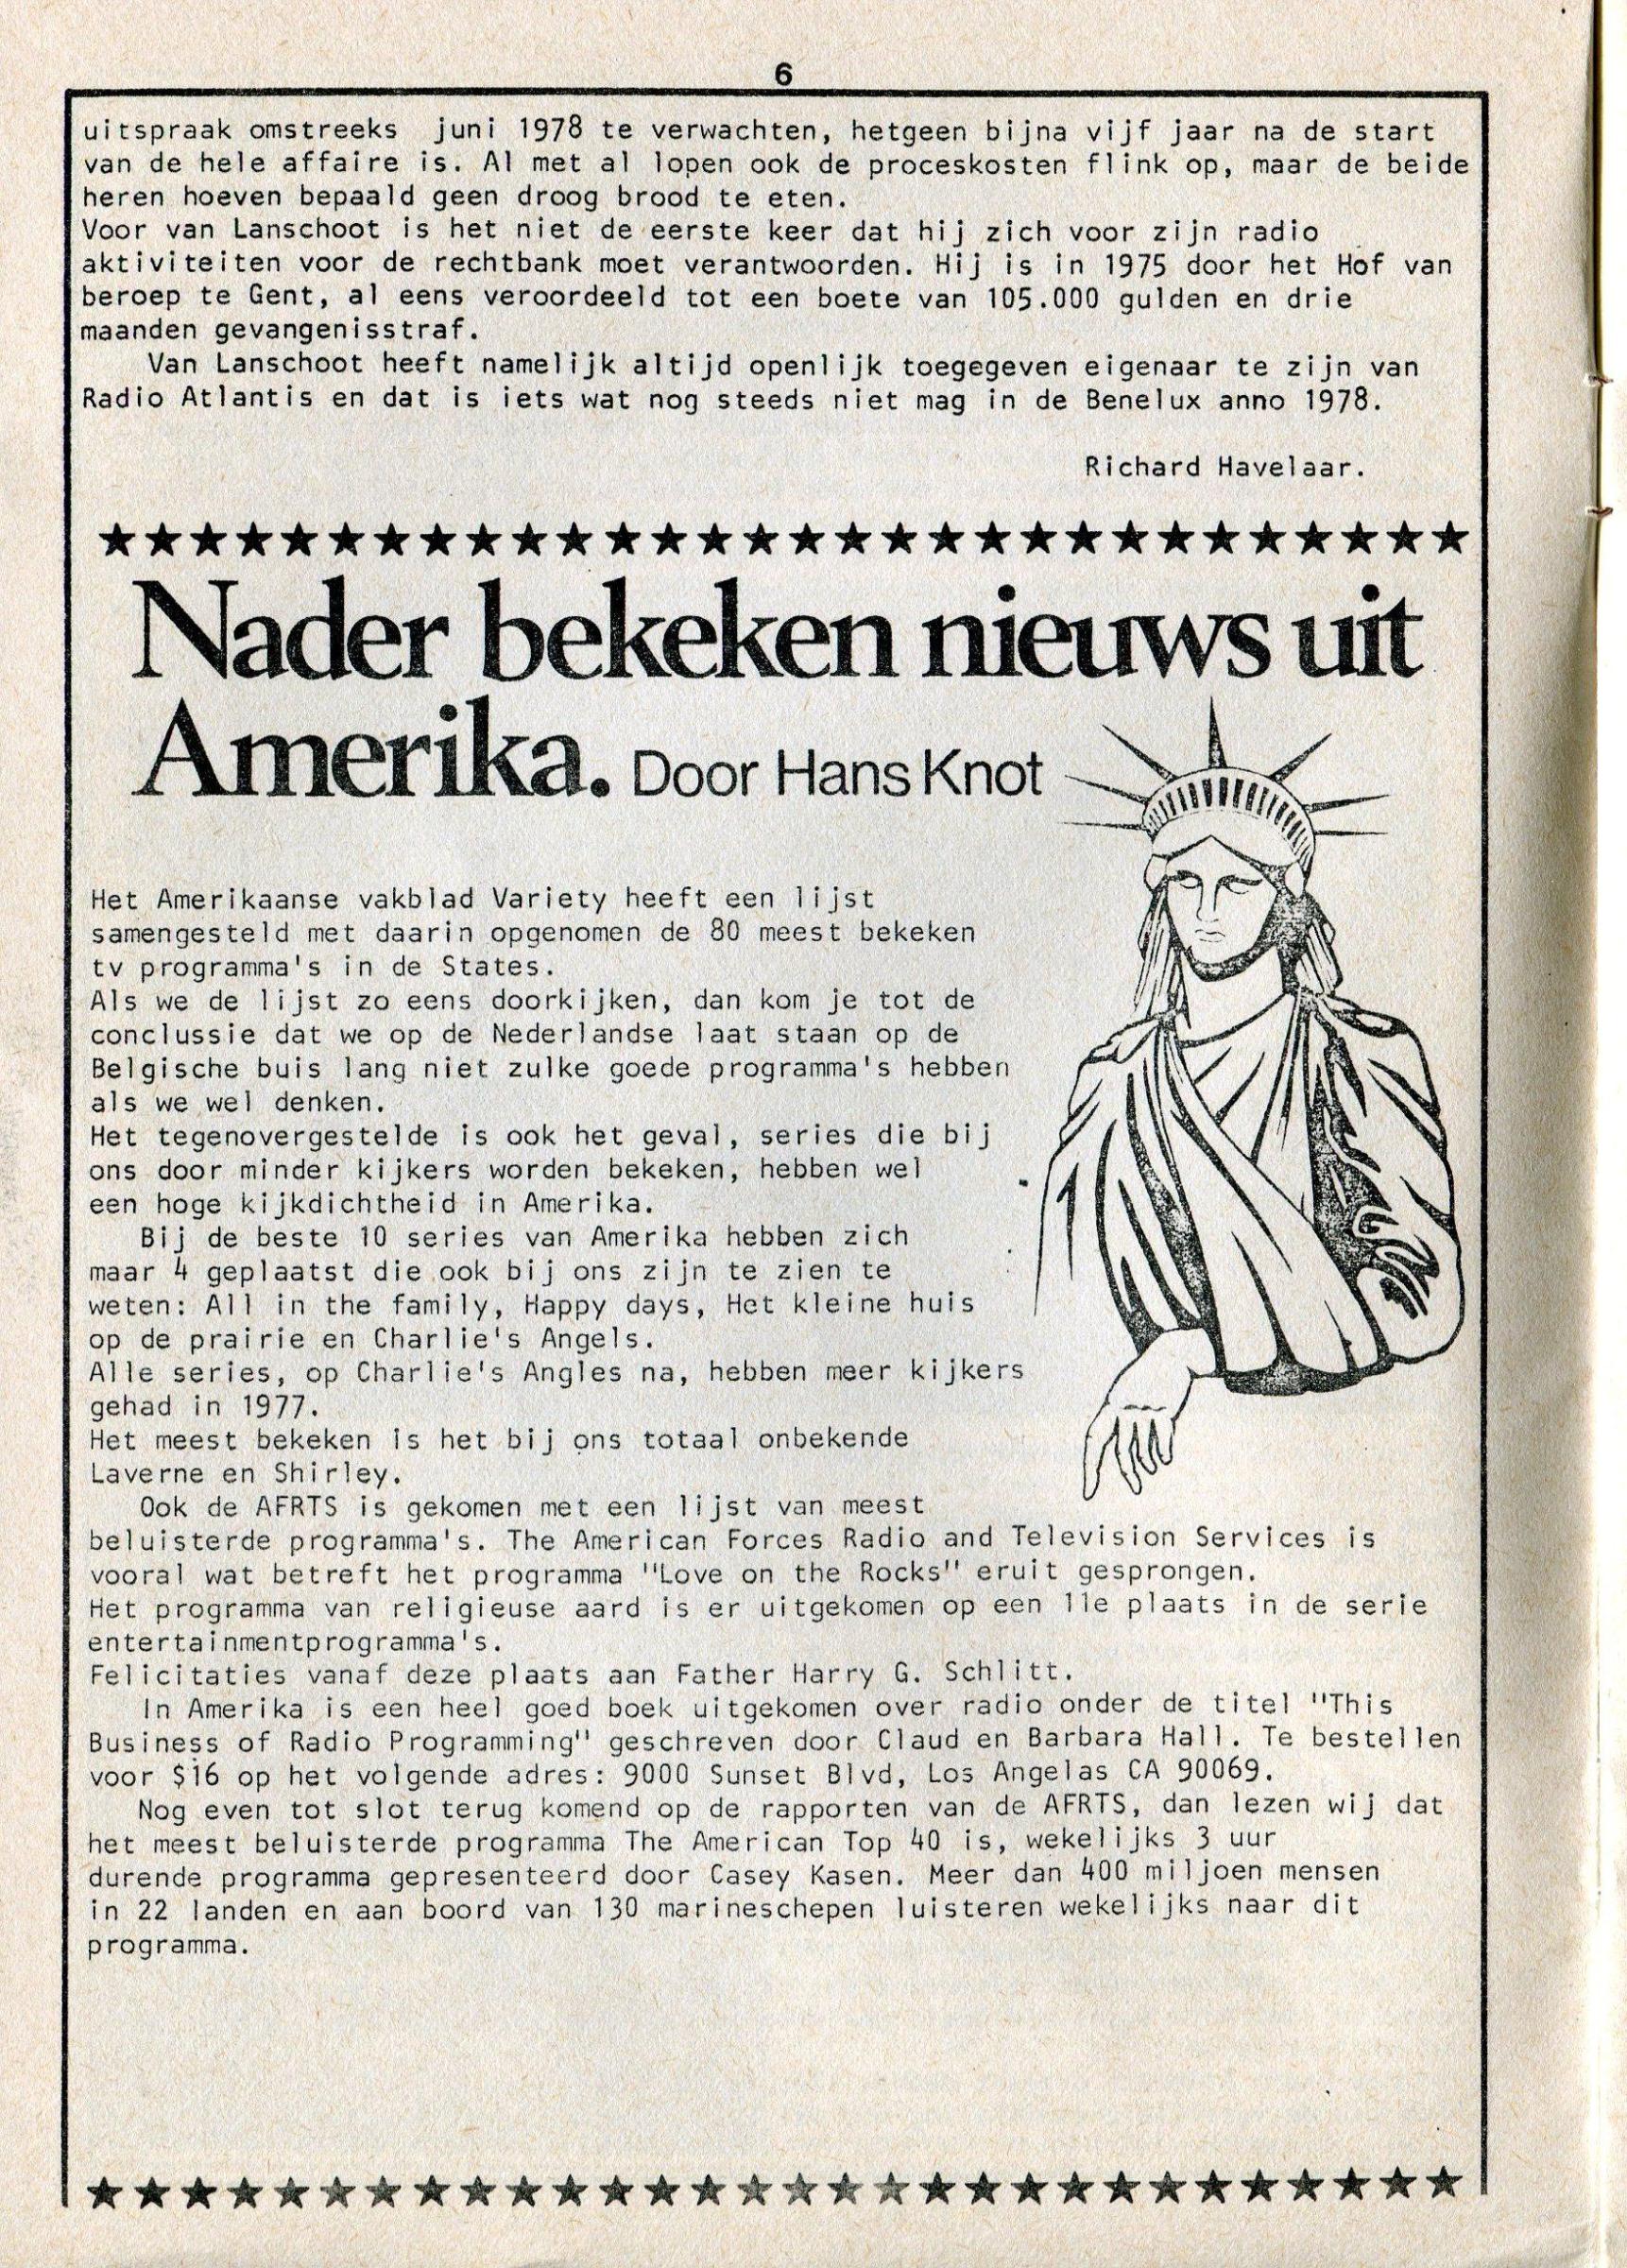 6
uitspraak omstreeks juni 1978 te verwachten, hetgeen bijna vijf jaar na de start
van de hele affaire is. Al met al lopen ook de proceskosten flink op, maar de beide
heren hoeven bepaald geen droog brood te eten.
Voor van Lanschoot is het niet de eerste keer dat hij zich voor zijn radio
aktiviteiten voor de rechtbank moet verantwoorden. Hij is in 1975 door het Hof van
beroep te Gent, al eens veroordeeld tot een boete van 105.000 gulden en drie
maanden gevangenisstraf.
Van Lanschoot heeft namelijk altijd openlijk toegegeven eigenaar te zijn van
Radio Atlantis en dat is iets wat nog steeds niet mag in de Benelux anno 1978.
Richard Havelaar.
Nader bekeken nieuws uit
Amerika. Door Hans Knot
Het Amerikaanse vakblad Variety heeft een lijst
samengesteld met daarin opgenomen de 80 meest bekeken
tv programma's in de States.
Als we de lijst zo eens doorkijken, dan kom je tot de
conclussie dat we op de Nederlandse laat staan op de
Belgische buis lang niet zulke goede programma's hebben
als we wel denken.
Het tegenovergestelde is ook het geval, series die bij
ons door minder kijkers worden bekeken, hebben wel
een hoge kijkdichtheid in Amerika.
Bij de beste 10 series van Amerika hebben zich
maar 4 geplaatst die ook bij ons zijn te zien te
weten: All in the family, Happy days, Het kleine huis
op de prairie en Charlie's Angels.
Alle series, op Charlie's Angles na, hebben meer kijkers
gehad in 1977.
Het meest bekeken is het bij ons totaal onbekende
Laverne en Shirley.
Ook de AFRTS is gekomen met een lijst van meest
beluisterde programma's. The American Forces Radio and Television Services is
vooral wat betreft het programma "Love on the Rocks" eruit gesprongen.
Het programma van religieuse aard is er uitgekomen op een 11e plaats in de serie
entertainmentprogramma's.
Felicitaties vanaf deze plaats aan Father Harry G. Schlitt.
In Amerika is een heel goed boek uitgekomen over radio onder de titel "This
Business of Radio Programming" geschreven door Claud en Barbara Hall. Te bestellen
voor $16 op het volgende adres: 9000 Sunset Blvd, Los Angelas CA 90069.
Nog even tot slot terug komend op de rapporten van de AFRTS, dan lezen wij dat
het meest beluisterde programma The American Top 40 is, wekelijks 3 uur
durende programma gepresenteerd door Casey Kasen. Meer dan 400 miljoen mensen
in 22 landen en aan boord van 130 marineschepen luisteren wekelijks naar dit
programma.